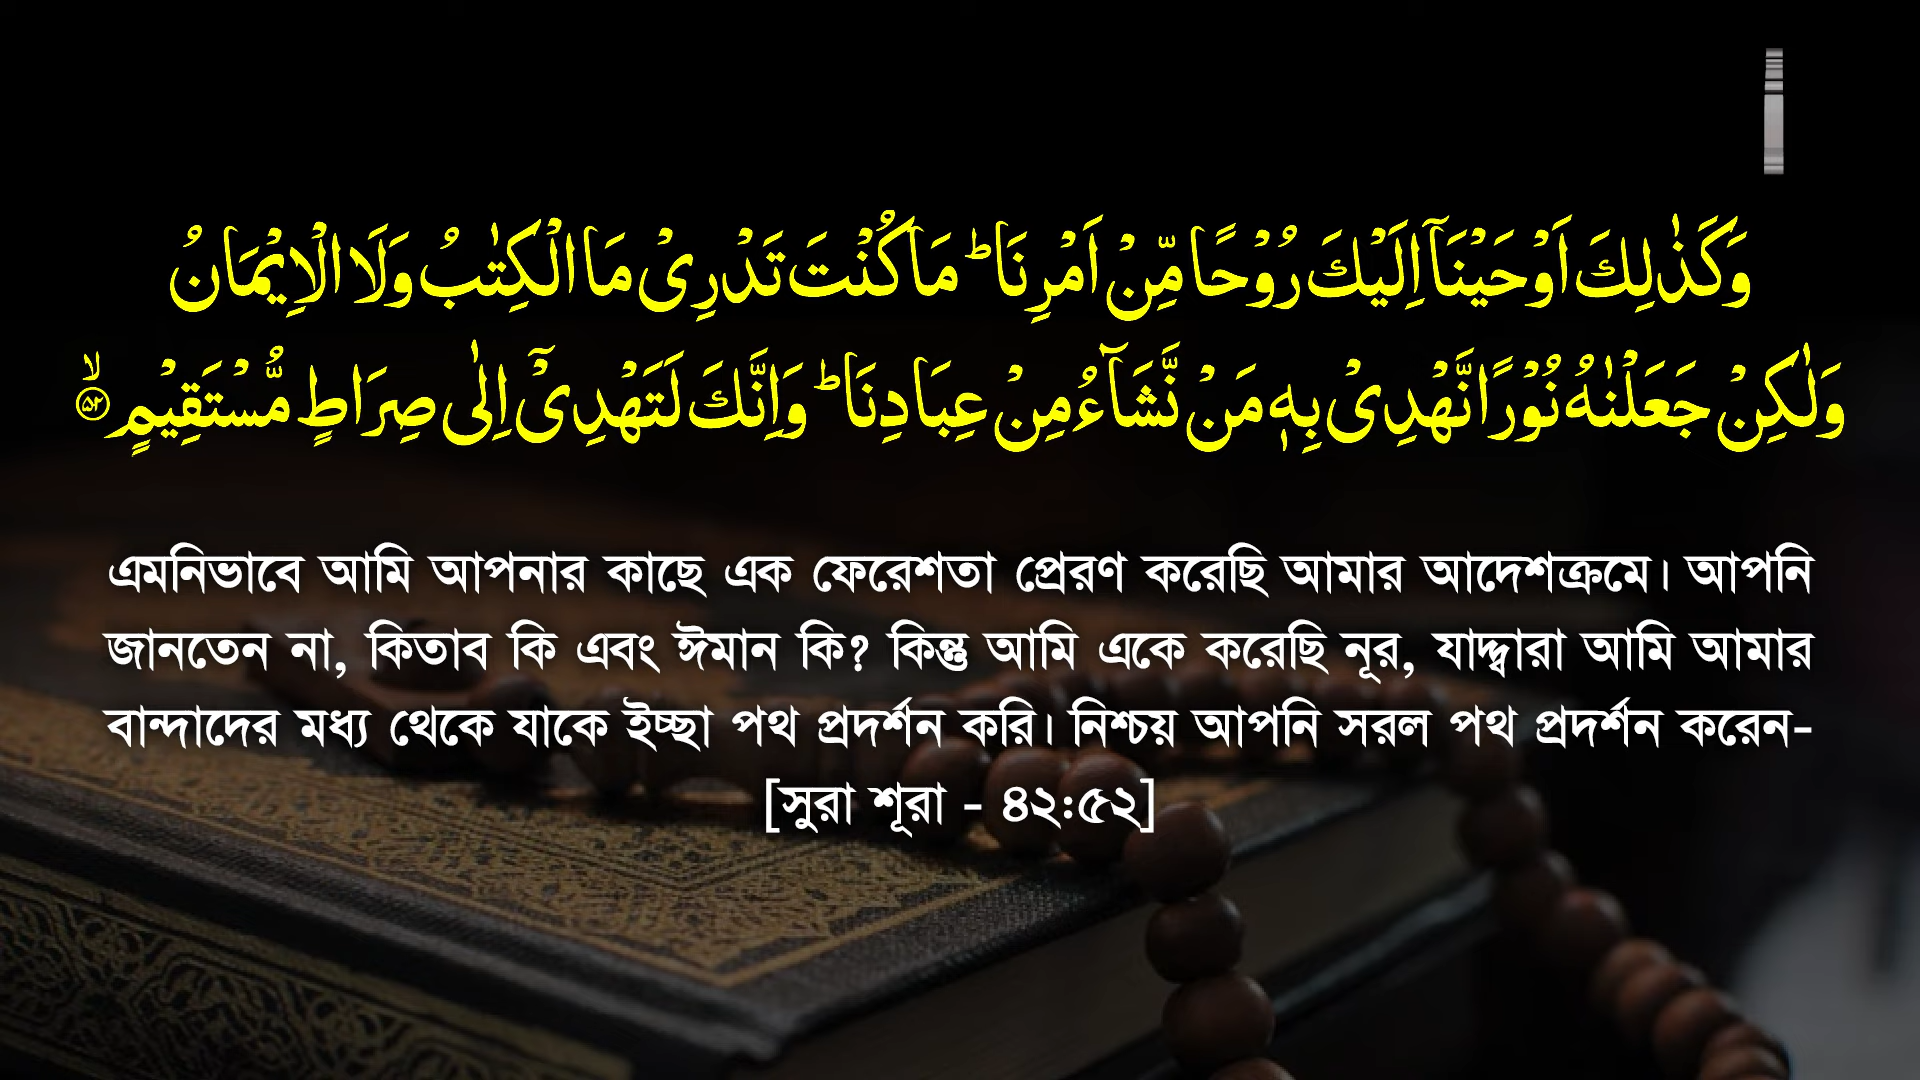 وَكَذٰلِكَ اَوْحَيْنَاۤ اِلَيْكَ رُوْحًا مِّنْ اَمْرِنَا ؕ مَا كُنْتَ تَدْرِىْ مَا الْكِتٰبُ وَلَا الْاِيْمَانُ
وَلٰكِنْ جَعَلْنٰهُ نُوْرًا نَّهْدِىْ بِهٖ مَنْ نَّشَآءُ مِنْ عِبَادِنَا ؕ وَاِنَّكَ لَتَهْدِىْۤ اِلٰى صِرَاطٍ مُّسْتَقِيْمٍ ۙ‏ ﴿۵۲﴾
এমনিভাবে আমি আপনার কাছে এক ফেরেশতা প্রেরণ করেছি আমার আদেশক্রমে। আপনি
জানতেন না, কিতাব কি এবং ঈমান কি? কিন্তু আমি একে করেছি নূর, যাদ্দ্বারা আমি আমার
বান্দাদের মধ্য থেকে যাকে ইচ্ছা পথ প্রদর্শন করি। নিশ্চয় আপনি সরল পথ প্রদর্শন করেন-
[সুরা শূরা - ৪২:৫২]